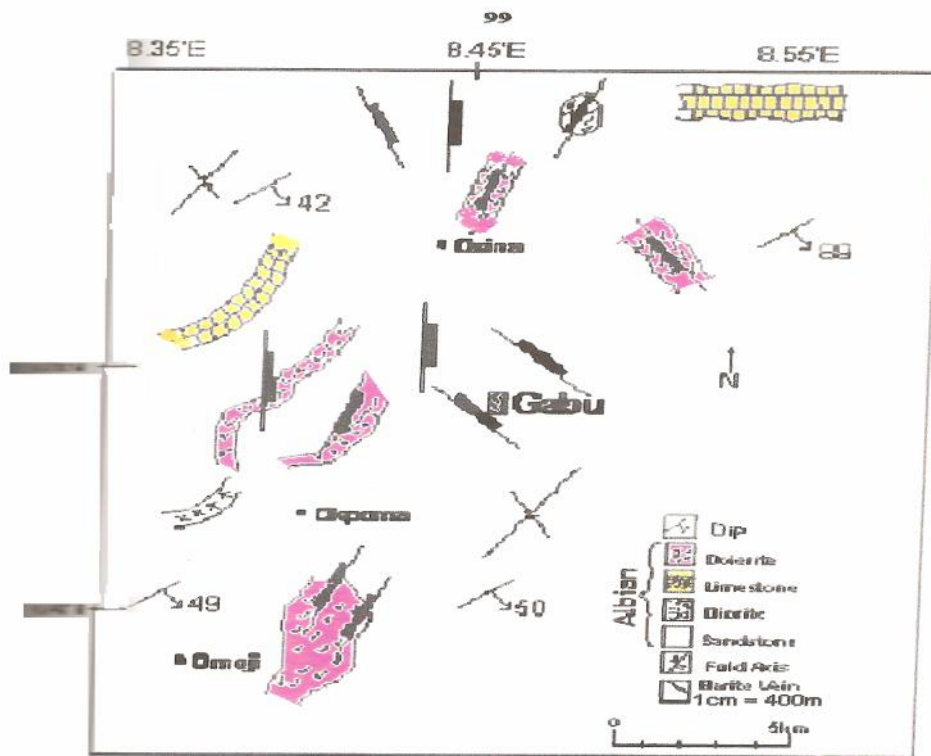 99
8.35'E 8.45'E 8.55'E
42
Osina
N
Gabu
Okpoma
49
50
Omaji
Dip
Dolerite
Limestone
Diorite
Sandstone
Albian
Fold Axis
Barite Vein
1cm = 400m
0 5km